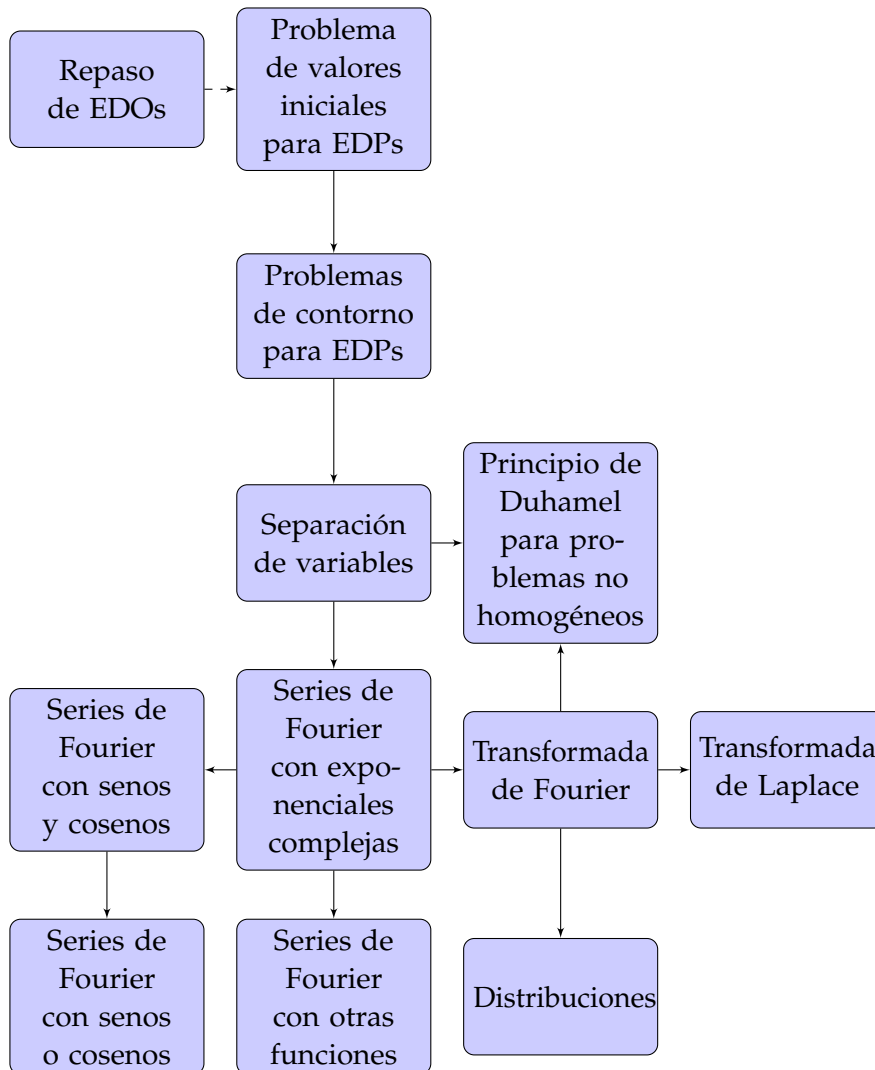 Repaso
de EDOs
Problema
de valores
iniciales
para EDPs
Problemas
de contorno
para EDPs
Separación
de variables
Principio de
Duhamel
para pro-
blemas no
homogéneos
Series de
Fourier
con senos
y cosenos
Series de
Fourier
con expo-
nenciales
complejas
Transformada
de Fourier
Transformada
de Laplace
Series de
Fourier
con senos
o cosenos
Series de
Fourier
con otras
funciones
Distribuciones